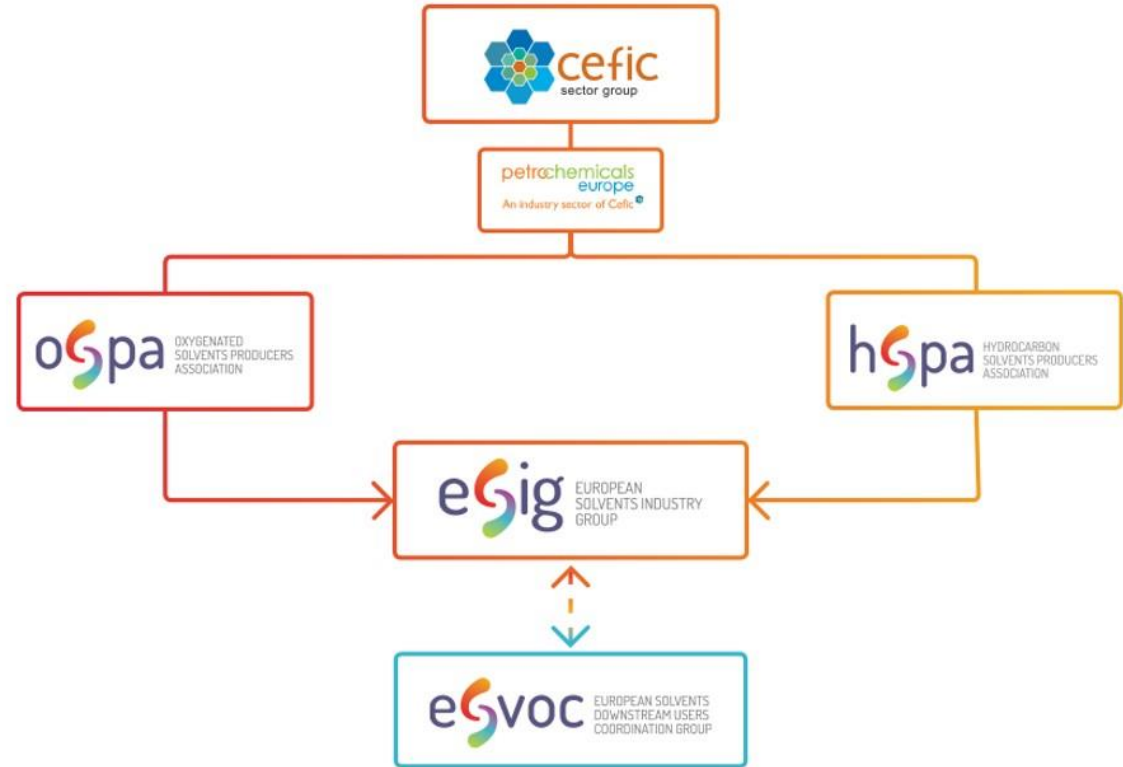 cefic
sector group
petrochemicals
europe
An industry sector of Cefic
ospa
OXYGENATED
SOLVENTS PRODUCERS
ASSOCIATION
hspa
HYDROCARBON
SOLVENTS PRODUCERS
ASSOCIATION
esig
EUROPEAN
SOLVENTS INDUSTRY
GROUP
esvoc
EUROPEAN SOLVENTS
DOWNSTREAM USERS
COORDINATION GROUP